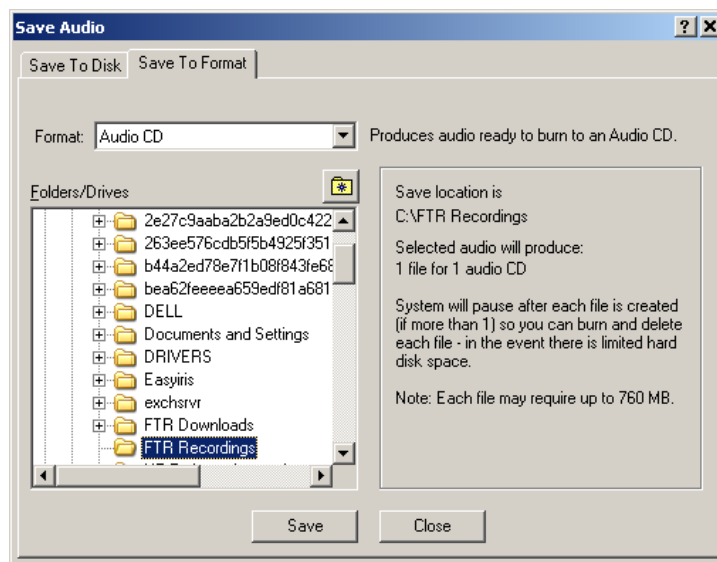 Save Audio
Save To Disk
Save To Format
Format:
Audio CD
Produces audio ready to burn to an Audio CD.
Folders/Drives
2e27c9aaba2b2a9ed0c422
263ee576cdb5f5b4925f351
b44a2ed78e7f1b08f843fe68
bea62feeeea659edf81a681
DELL
Documents and Settings
DRIVERS
Easyiris
exchsrvr
FTR Downloads
FTR Recordings
Save location is
C:\FTR Recordings
Selected audio will produce:
1 file for 1 audio CD
System will pause after each file is created
(if more than 1) so you can burn and delete
each file - in the event there is limited hard
disk space.
Note: Each file may require up to 760 MB.
Save
Close